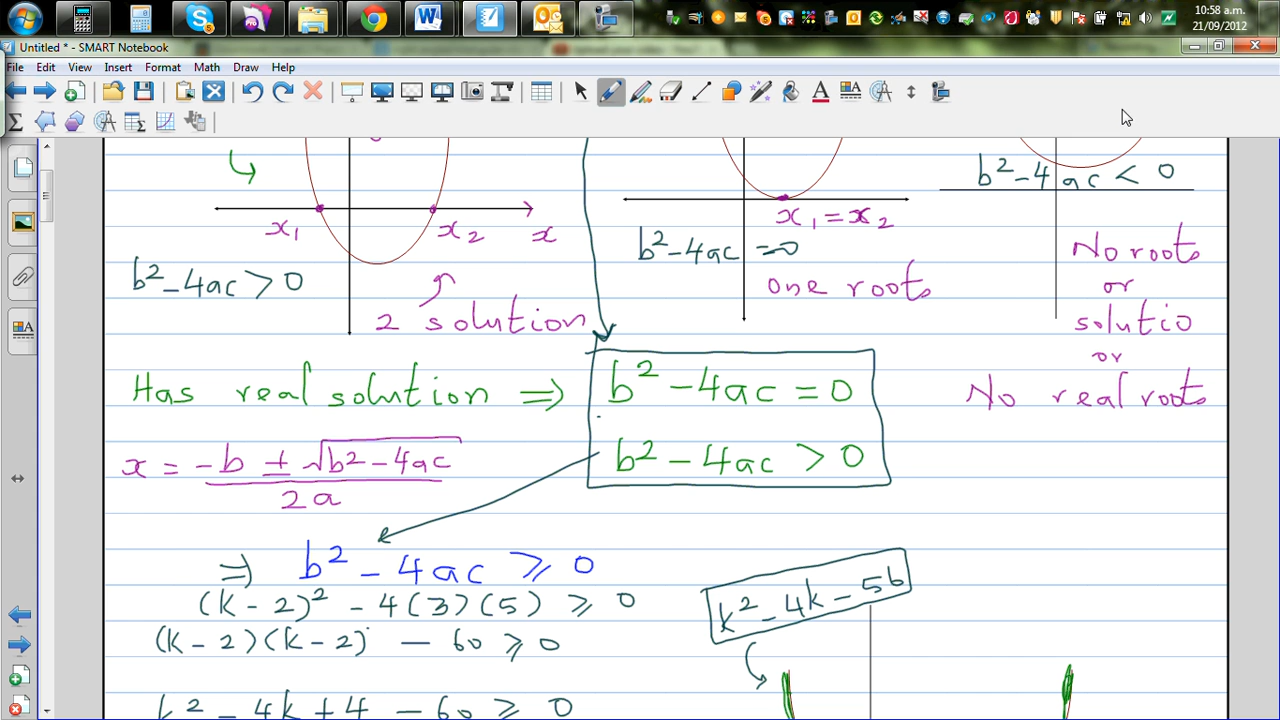 10:58 a.m.
21/09/2012
Untitled * - SMART Notebook
File Edit View Insert Format Math Draw Help
x₁ x₂ x
b² - 4ac > 0
2 solution
x₁ = x₂
b² - 4ac = 0
one roots
b² - 4ac < 0
No roots
or
solutio
or
No real roots
Has real solution ⇒ b² - 4ac = 0
b² - 4ac > 0
x = -b ± √b² - 4ac
2a
⇒ b² - 4ac ⩾ 0
(k - 2)² - 4(3)(5) ⩾ 0
(k - 2)(k - 2) - 60 ⩾ 0
k² - 4k + 4 - 60 ⩾ 0
k² - 4k - 56